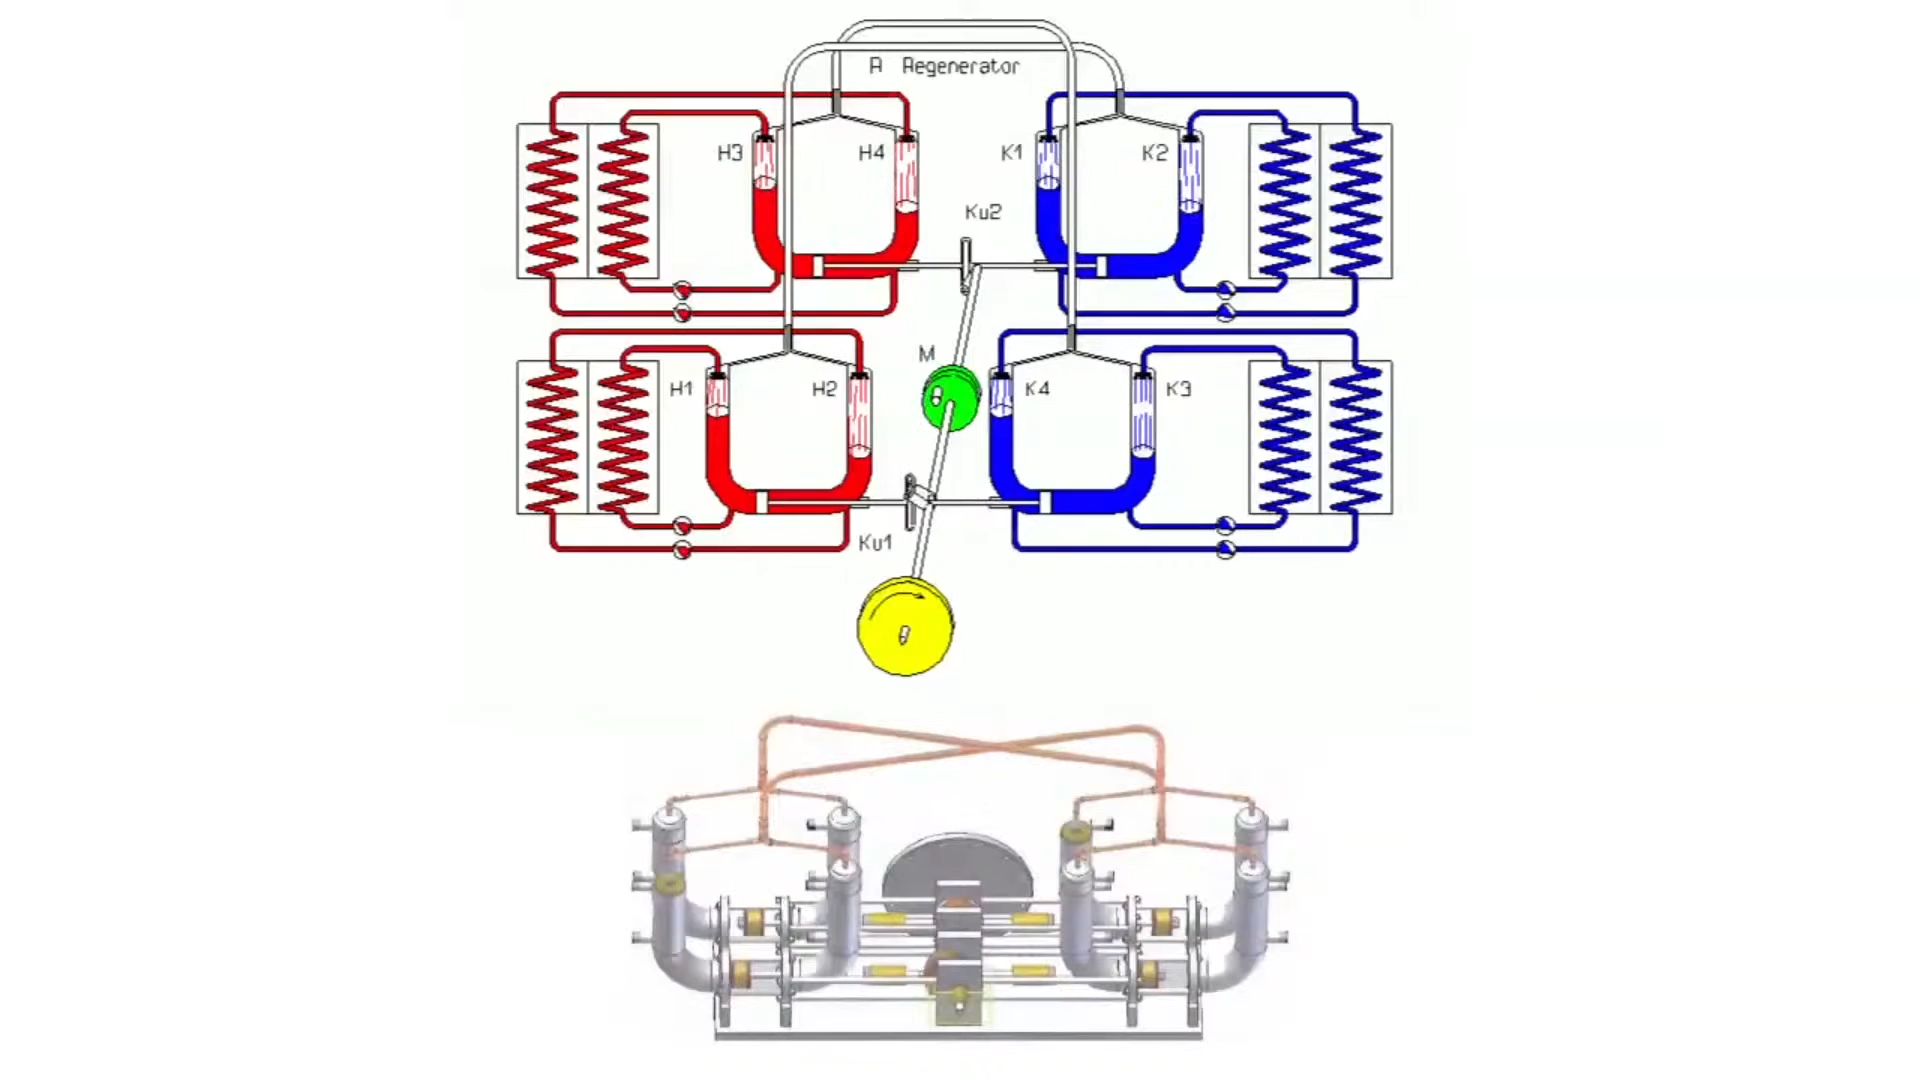 A Regenerator
H3
H4
K1
K2
Ku2
M
H1
H2
K4
K3
Ku1